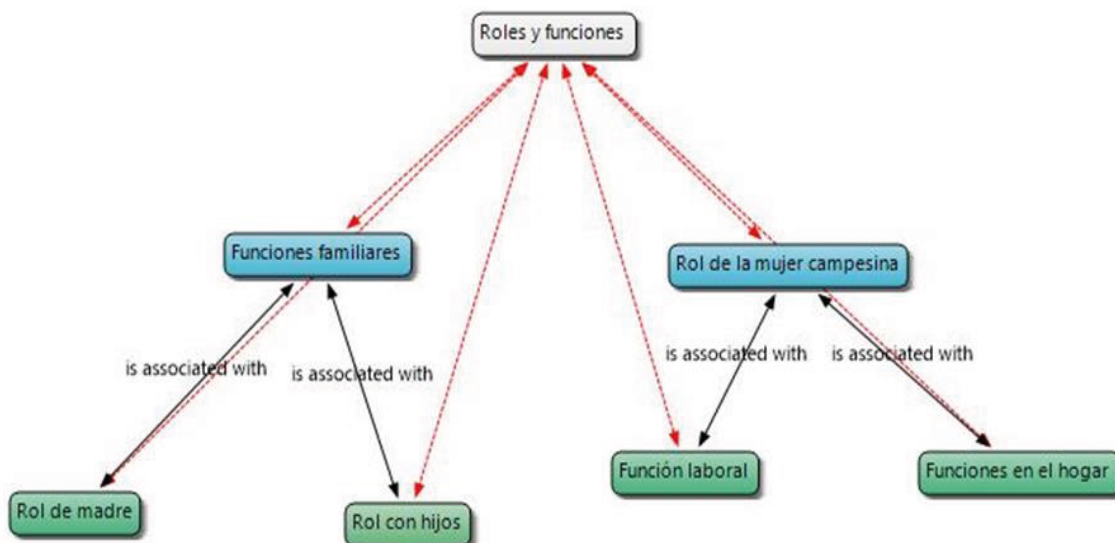 Roles y funciones
Funciones familiares
Rol de la mujer campesina
is associated with
is associated with
is associated with
is associated with
Función laboral
Funciones en el hogar
Rol de madre
Rol con hijos